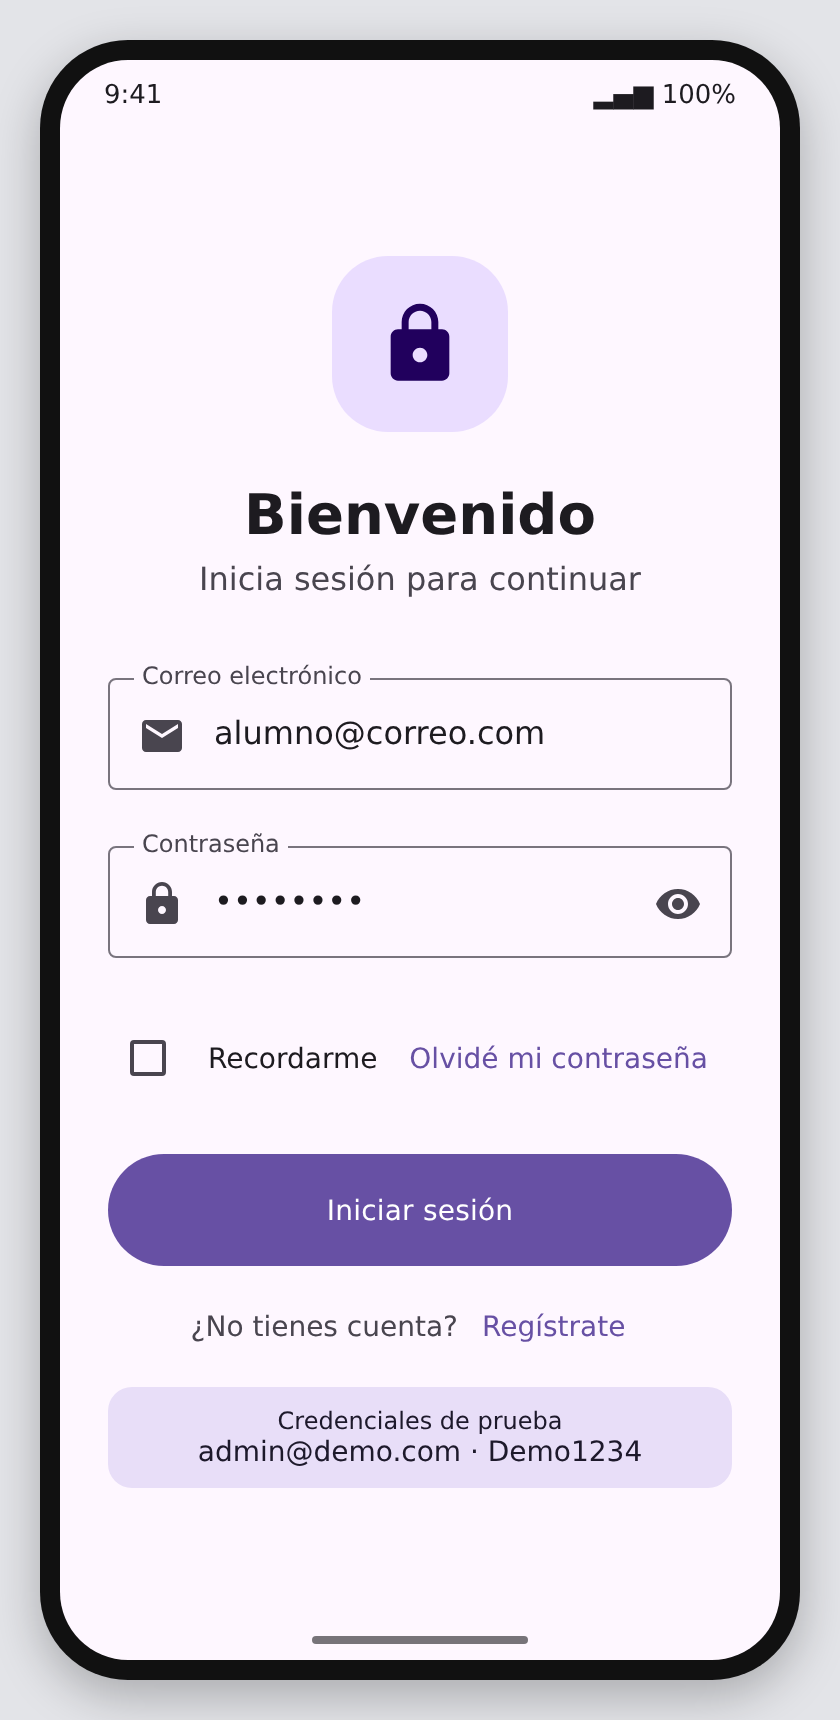 9:41 100%
Bienvenido
Inicia sesión para continuar
Correo electrónico
alumno@correo.com
Contraseña
••••••••
Recordarme Olvidé mi contraseña
Iniciar sesión
¿No tienes cuenta? Regístrate
Credenciales de prueba
admin@demo.com · Demo1234